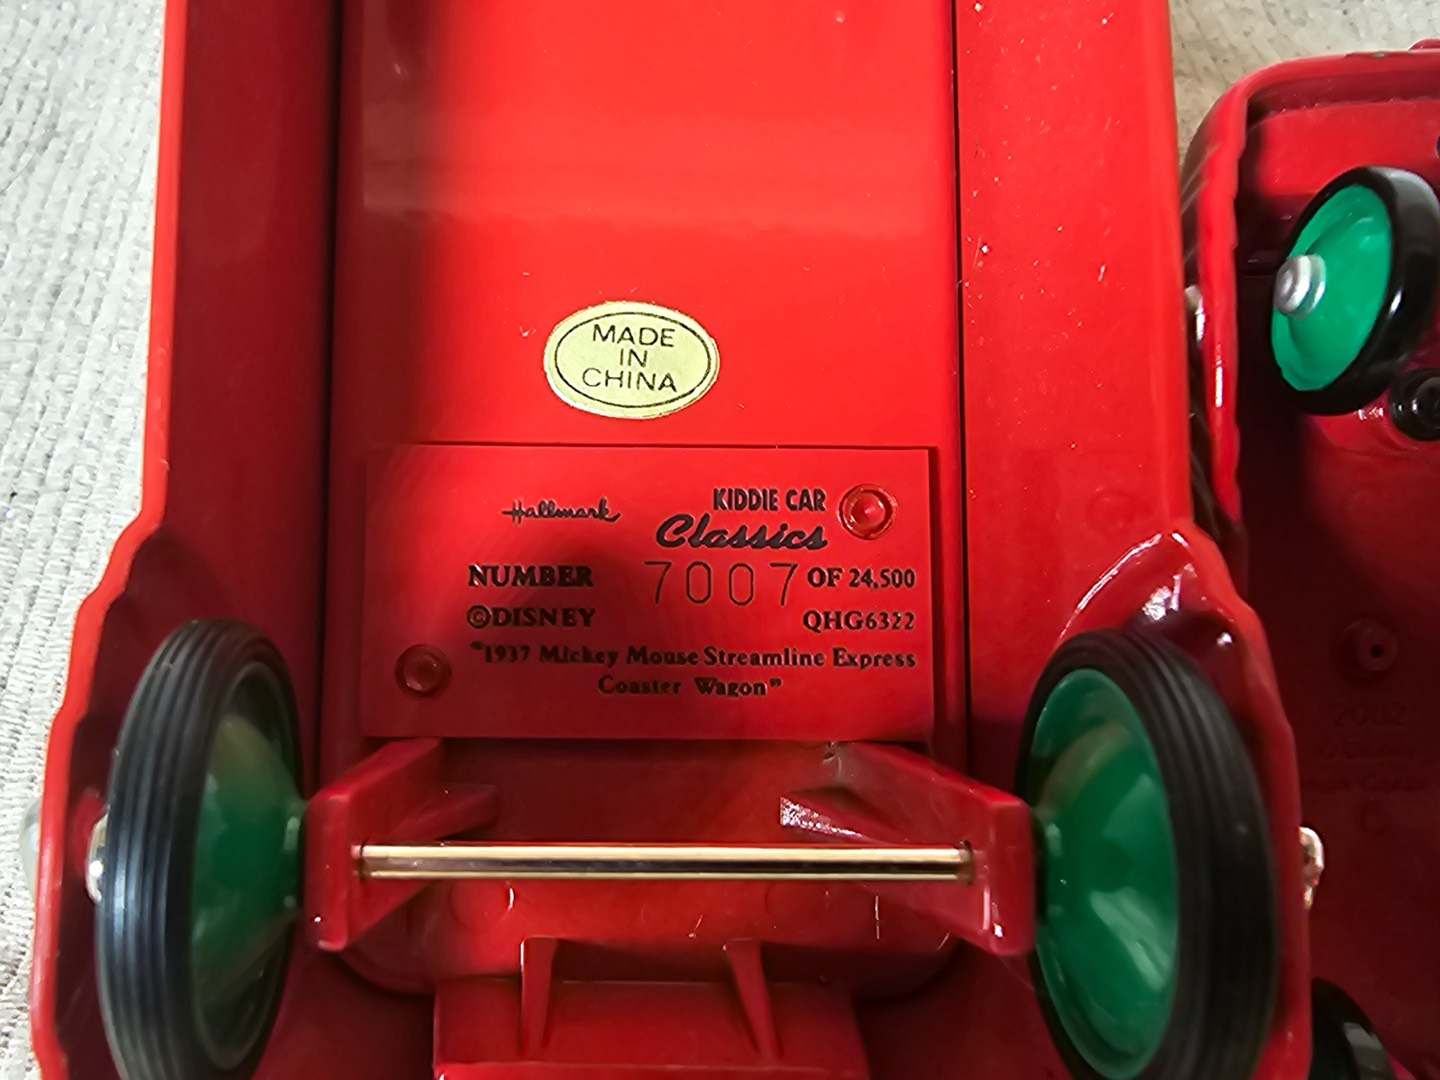 MADE
IN
CHINA
Hallmark
KIDDIE CAR
Classics
NUMBER 7007 OF 24,500
©DISNEY QHG6322
"1937 Mickey Mouse Streamline Express
Coaster Wagon"
2002